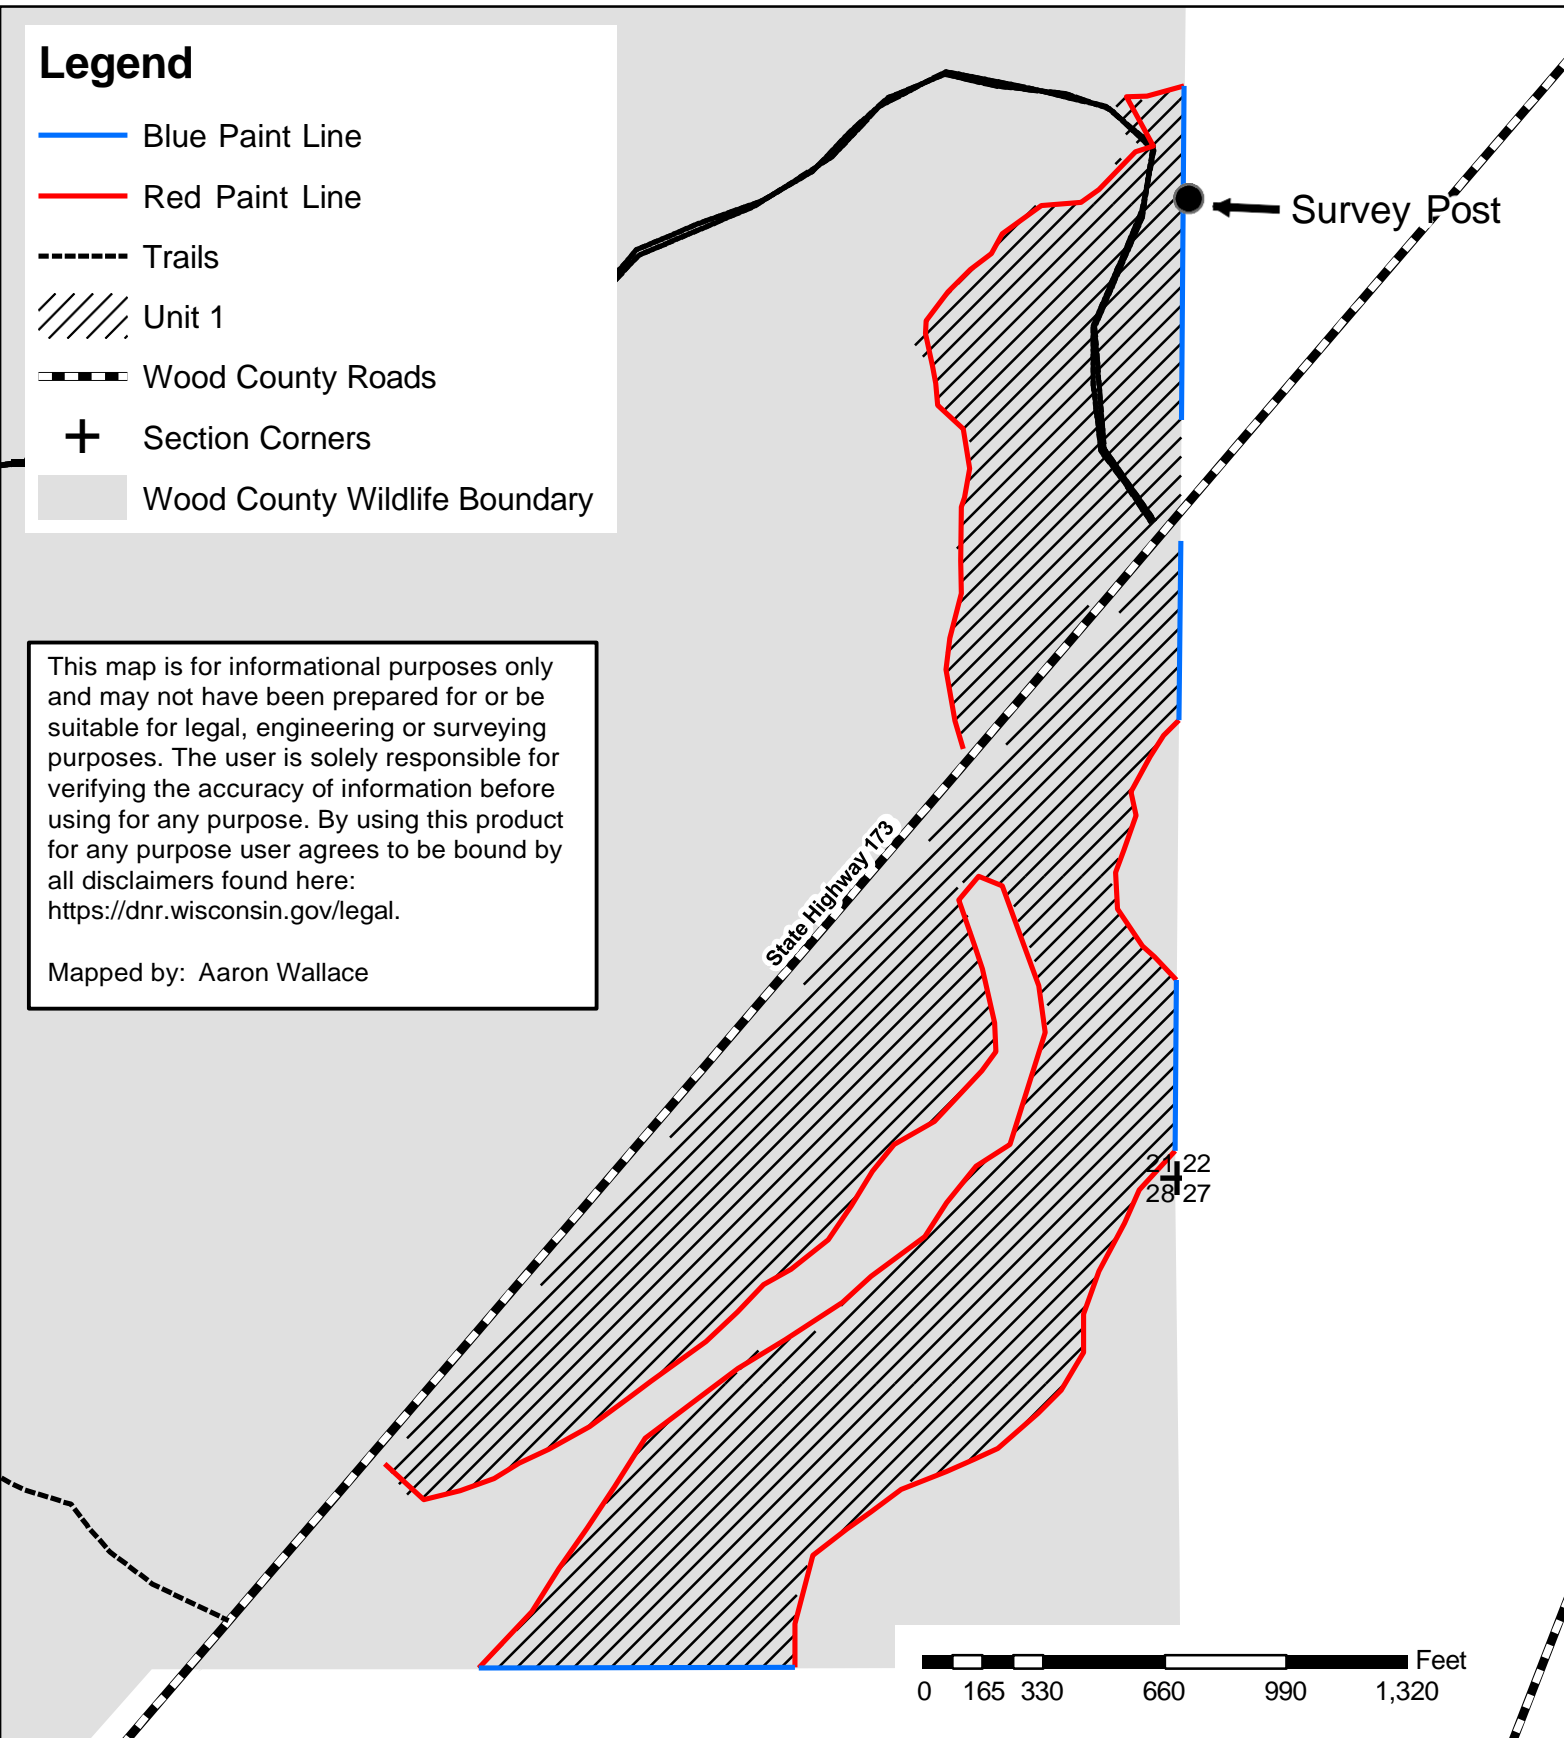 Legend
Blue Paint Line
Red Paint Line
Trails
Unit 1
Wood County Roads
Section Corners
Wood County Wildlife Boundary
Survey Post
This map is for informational purposes only
and may not have been prepared for or be
suitable for legal, engineering or surveying
purposes. The user is solely responsible for
verifying the accuracy of information before
using for any purpose. By using this product
for any purpose user agrees to be bound by
all disclaimers found here:
https://dnr.wisconsin.gov/legal.
Mapped by: Aaron Wallace
State Highway 173
21 22
28 27
Feet
0 165 330 660 990 1,320